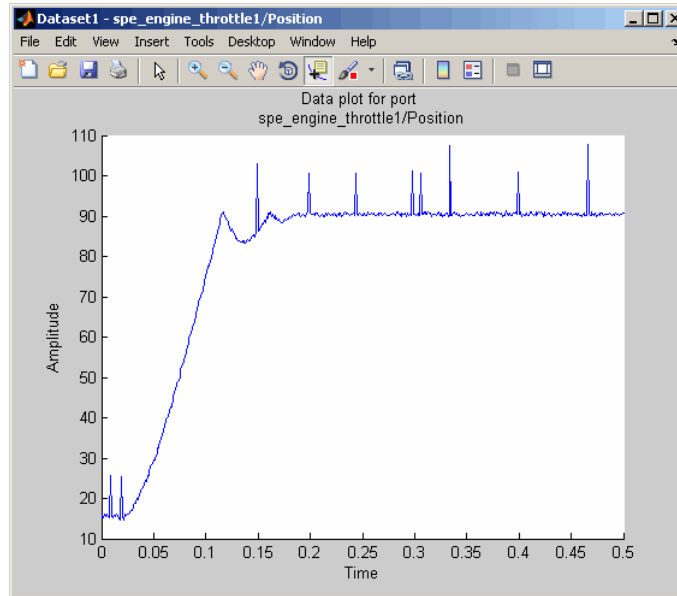 Dataset1 - spe_engine_throttle1/Position
File Edit View Insert Tools Desktop Window Help
Data plot for port
spe_engine_throttle1/Position
110
100
90
80
70
60
50
40
30
20
10
Amplitude
0 0.05 0.1 0.15 0.2 0.25 0.3 0.35 0.4 0.45 0.5
Time